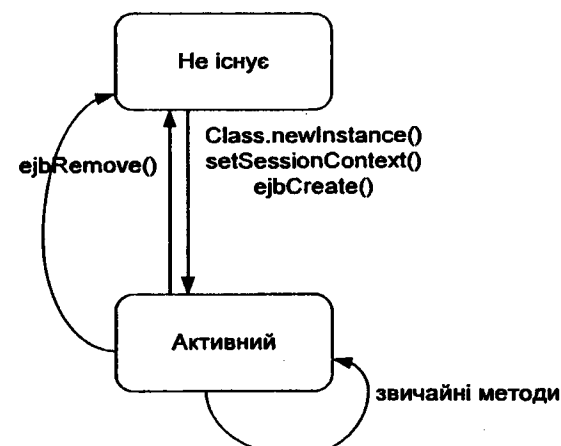 Не існує
Class.newInstance()
setSessionContext()
ejbRemove()
ejbCreate()
Активний
звичайні методи